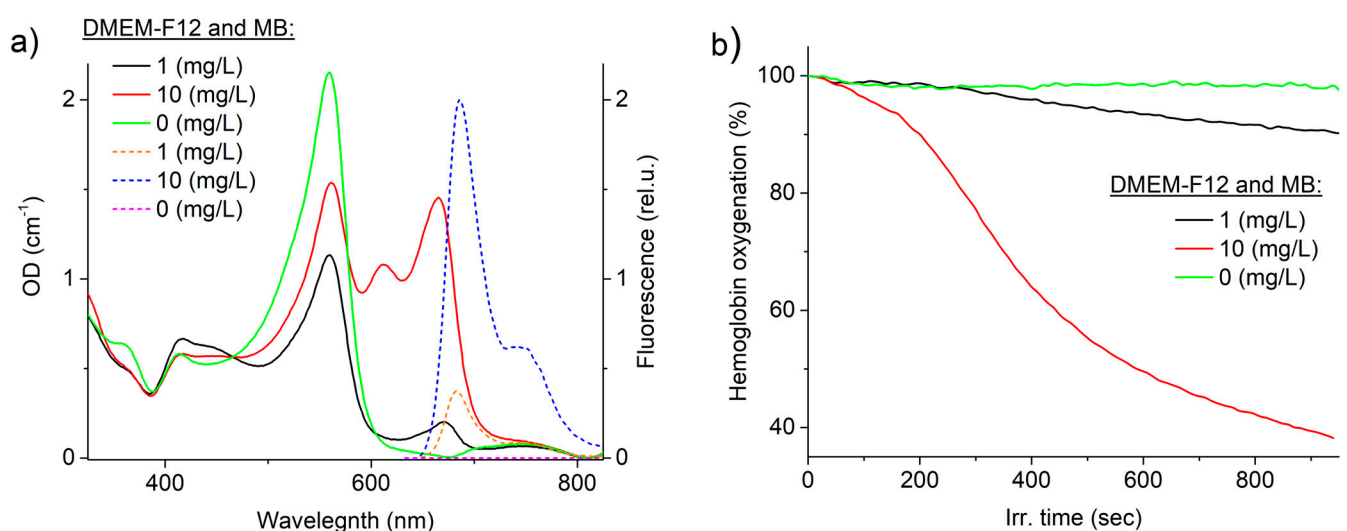 a)
DMEM-F12 and MB:
1 (mg/L)
10 (mg/L)
0 (mg/L)
1 (mg/L)
10 (mg/L)
0 (mg/L)
OD (cm⁻¹)
2
1
0
400
600
800
Wavelegnth (nm)
2
1
0
Fluorescence (rel.u.)
b)
Hemoglobin oxygenation (%)
100
80
60
40
DMEM-F12 and MB:
1 (mg/L)
10 (mg/L)
0 (mg/L)
0
200
400
600
800
Irr. time (sec)